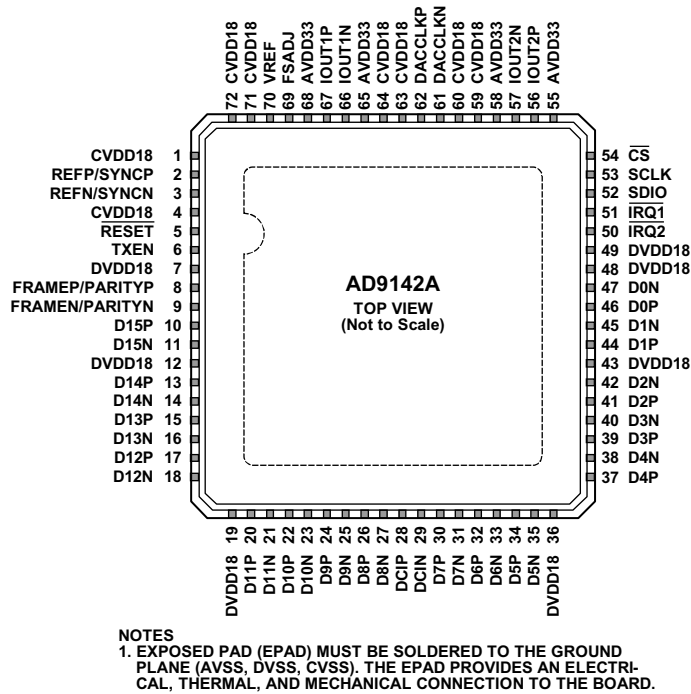 72 CVDD18
71 CVDD18
70 VREF
69 FSADJ
68 AVDD33
67 IOUT1P
66 IOUT1N
65 AVDD33
64 CVDD18
63 CVDD18
62 DACCLKP
61 DACCLKN
60 CVDD18
59 CVDD18
58 AVDD33
57 IOUT2N
56 IOUT2P
55 AVDD33
CVDD18 1
REFP/SYNCP 2
REFN/SYNCN 3
CVDD18 4
RESET 5
TXEN 6
DVDD18 7
FRAMEP/PARITYP 8
FRAMEN/PARITYN 9
D15P 10
D15N 11
DVDD18 12
D14P 13
D14N 14
D13P 15
D13N 16
D12P 17
D12N 18
AD9142A
TOP VIEW
(Not to Scale)
54 CS
53 SCLK
52 SDIO
51 IRQ1
50 IRQ2
49 DVDD18
48 DVDD18
47 D0N
46 D0P
45 D1N
44 D1P
43 DVDD18
42 D2N
41 D2P
40 D3N
39 D3P
38 D4N
37 D4P
DVDD18 19
D11P 20
D11N 21
D10P 22
D10N 23
D9P 24
D9N 25
D8P 26
D8N 27
DCIP 28
DCIN 29
D7P 30
D7N 31
D6P 32
D6N 33
D5P 34
D5N 35
DVDD18 36
NOTES
1. EXPOSED PAD (EPAD) MUST BE SOLDERED TO THE GROUND
PLANE (AVSS, DVSS, CVSS). THE EPAD PROVIDES AN ELECTRI-
CAL, THERMAL, AND MECHANICAL CONNECTION TO THE BOARD.